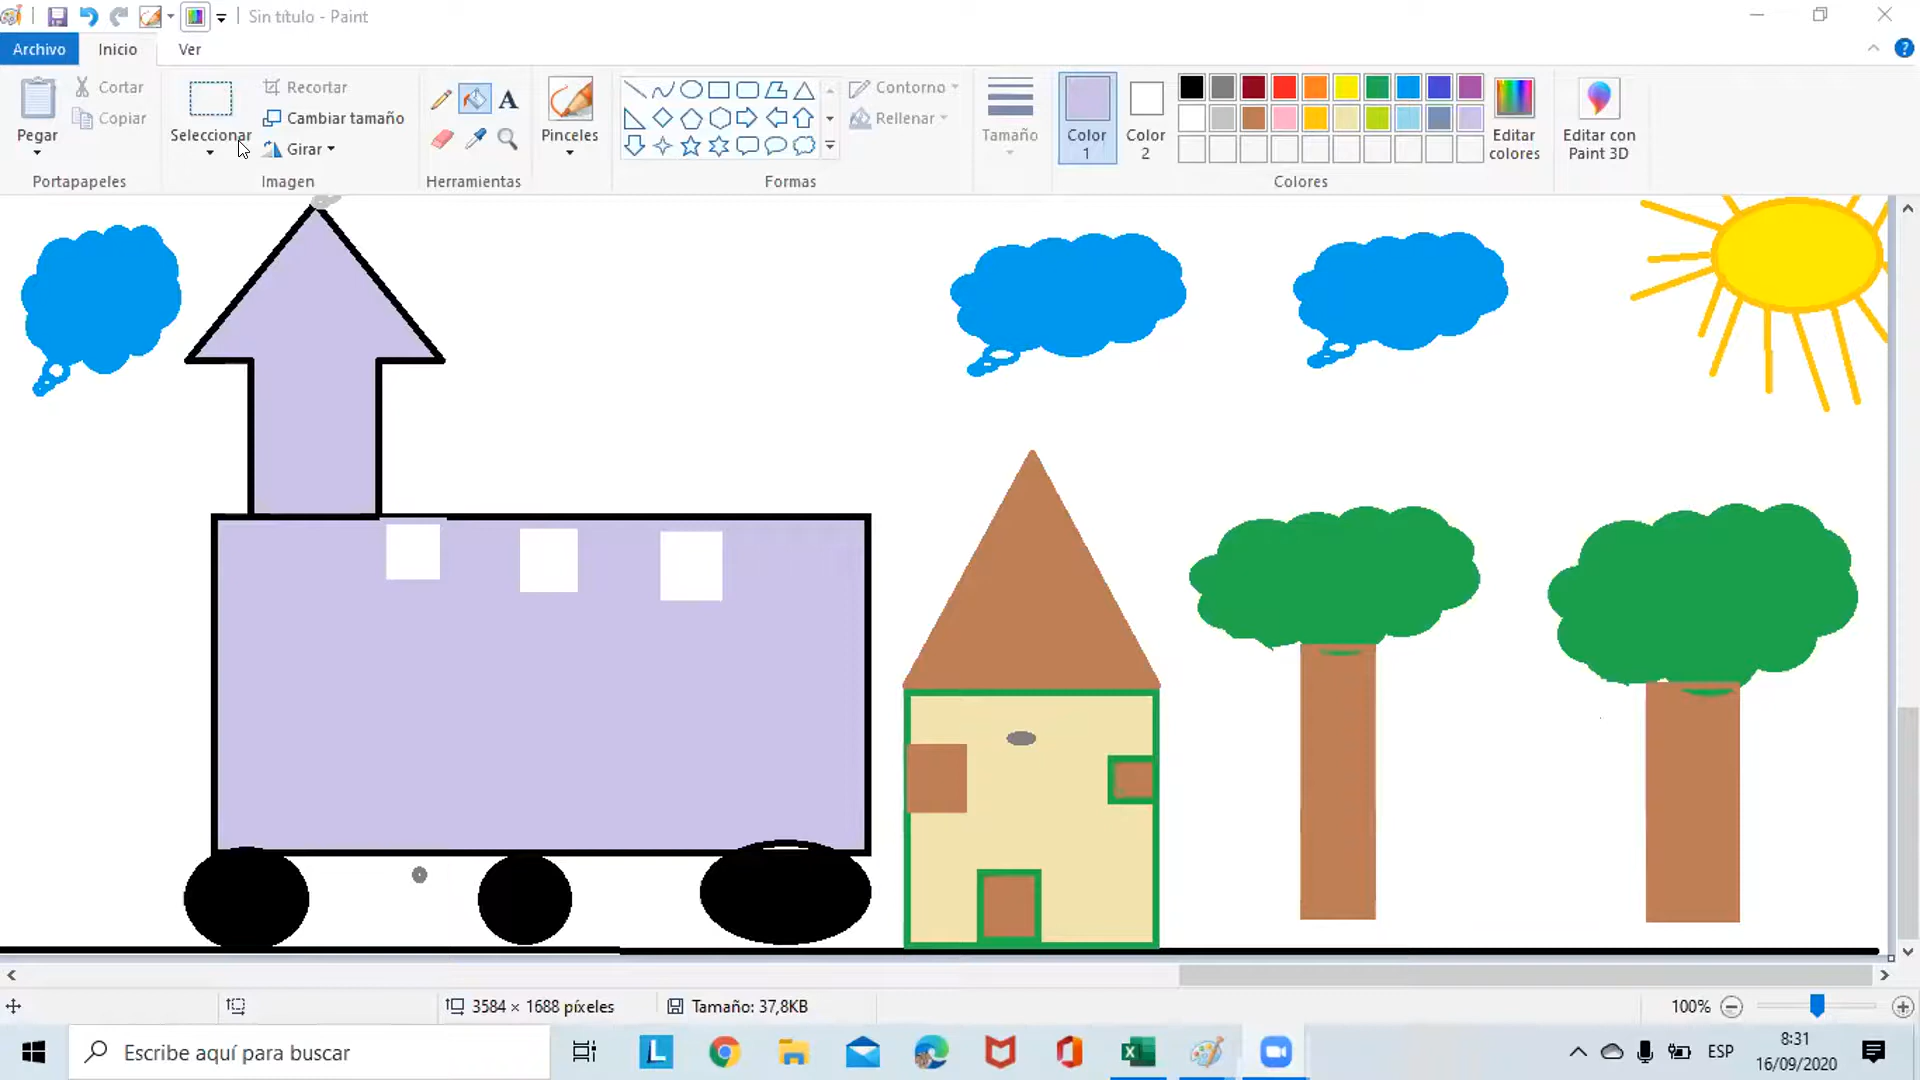 Sin título - Paint
Archivo Inicio Ver
Pegar
Cortar
Copiar
Portapapeles
Seleccionar
Recortar
Cambiar tamaño
Girar
Imagen
A
Herramientas
Pinceles
Formas
Contorno
Rellenar
Tamaño
Color
1
Color
2
Editar
colores
Colores
Editar con
Paint 3D
3584 × 1688 píxeles
Tamaño: 37,8KB
100%
Escribe aquí para buscar
ESP
8:31
16/09/2020